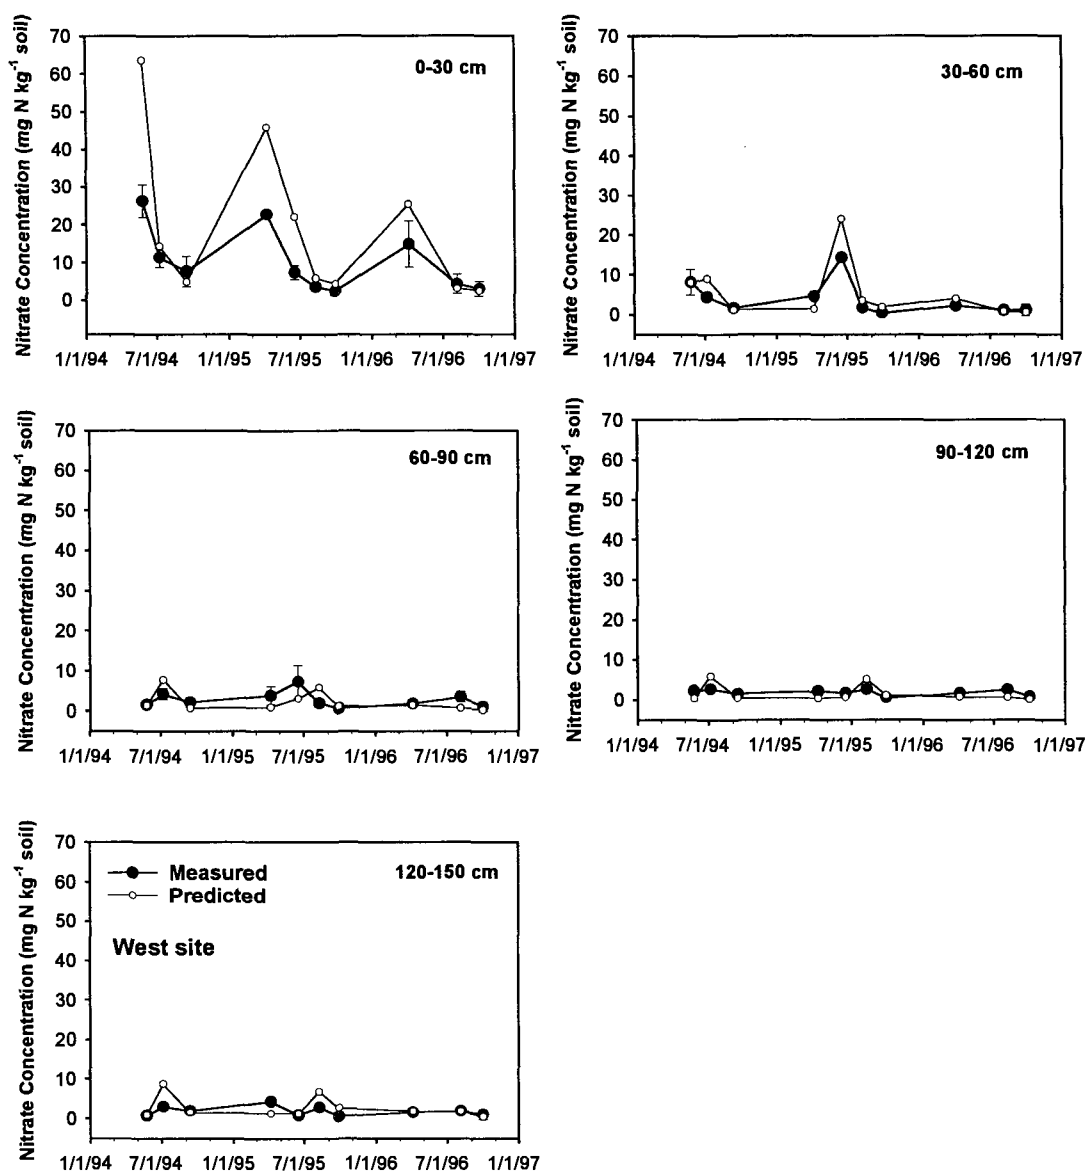 Nitrate Concentration (mg N kg⁻¹ soil)
70
60
50
40
30
20
10
0
0-30 cm
1/1/94 7/1/94 1/1/95 7/1/95 1/1/96 7/1/96 1/1/97
Nitrate Concentration (mg N kg⁻¹ soil)
70
60
50
40
30
20
10
0
30-60 cm
1/1/94 7/1/94 1/1/95 7/1/95 1/1/96 7/1/96 1/1/97
Nitrate Concentration (mg N kg⁻¹ soil)
70
60
50
40
30
20
10
0
60-90 cm
1/1/94 7/1/94 1/1/95 7/1/95 1/1/96 7/1/96 1/1/97
Nitrate Concentration (mg N kg⁻¹ soil)
70
60
50
40
30
20
10
0
90-120 cm
1/1/94 7/1/94 1/1/95 7/1/95 1/1/96 7/1/96 1/1/97
Nitrate Concentration (mg N kg⁻¹ soil)
70
60
50
40
30
20
10
0
Measured
Predicted
120-150 cm
West site
1/1/94 7/1/94 1/1/95 7/1/95 1/1/96 7/1/96 1/1/97